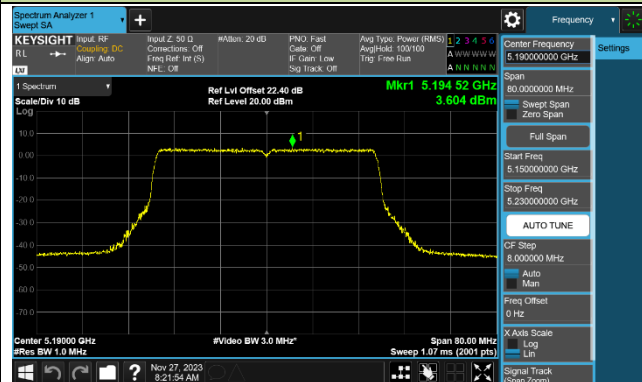 Spectrum Analyzer 1
Swept SA
Frequency
KEYSIGHT
RL
Input: RF
Coupling: DC
Align: Auto
Input Z: 50 Ω
Corrections: Off
Freq Ref: Int (S)
NFE: Off
#Atten: 20 dB
PNO: Fast
Gate: Off
IF Gain: Low
Sig Track: Off
Avg Type: Power (RMS)
Avg|Hold: 100/100
Trig: Free Run
1 2 3 4 5 6
A W W W W W
A N N N N N
LXI
1 Spectrum
Scale/Div 10 dB
Log
Ref Lvl Offset 22.40 dB
Ref Level 20.00 dBm
Mkr1 5.194 52 GHz
3.604 dBm
1
10.0
0.00
-10.0
-20.0
-30.0
-40.0
-50.0
-60.0
-70.0
Center 5.19000 GHz
#Res BW 1.0 MHz
#Video BW 3.0 MHz*
Span 80.00 MHz
Sweep 1.07 ms (2001 pts)
Nov 27, 2023
8:21:54 AM
Center Frequency
5.190000000 GHz
Settings
Span
80.0000000 MHz
Swept Span
Zero Span
Full Span
Start Freq
5.150000000 GHz
Stop Freq
5.230000000 GHz
AUTO TUNE
CF Step
8.000000 MHz
Auto
Man
Freq Offset
0 Hz
X Axis Scale
Log
Lin
Signal Track
(Span Zoom)